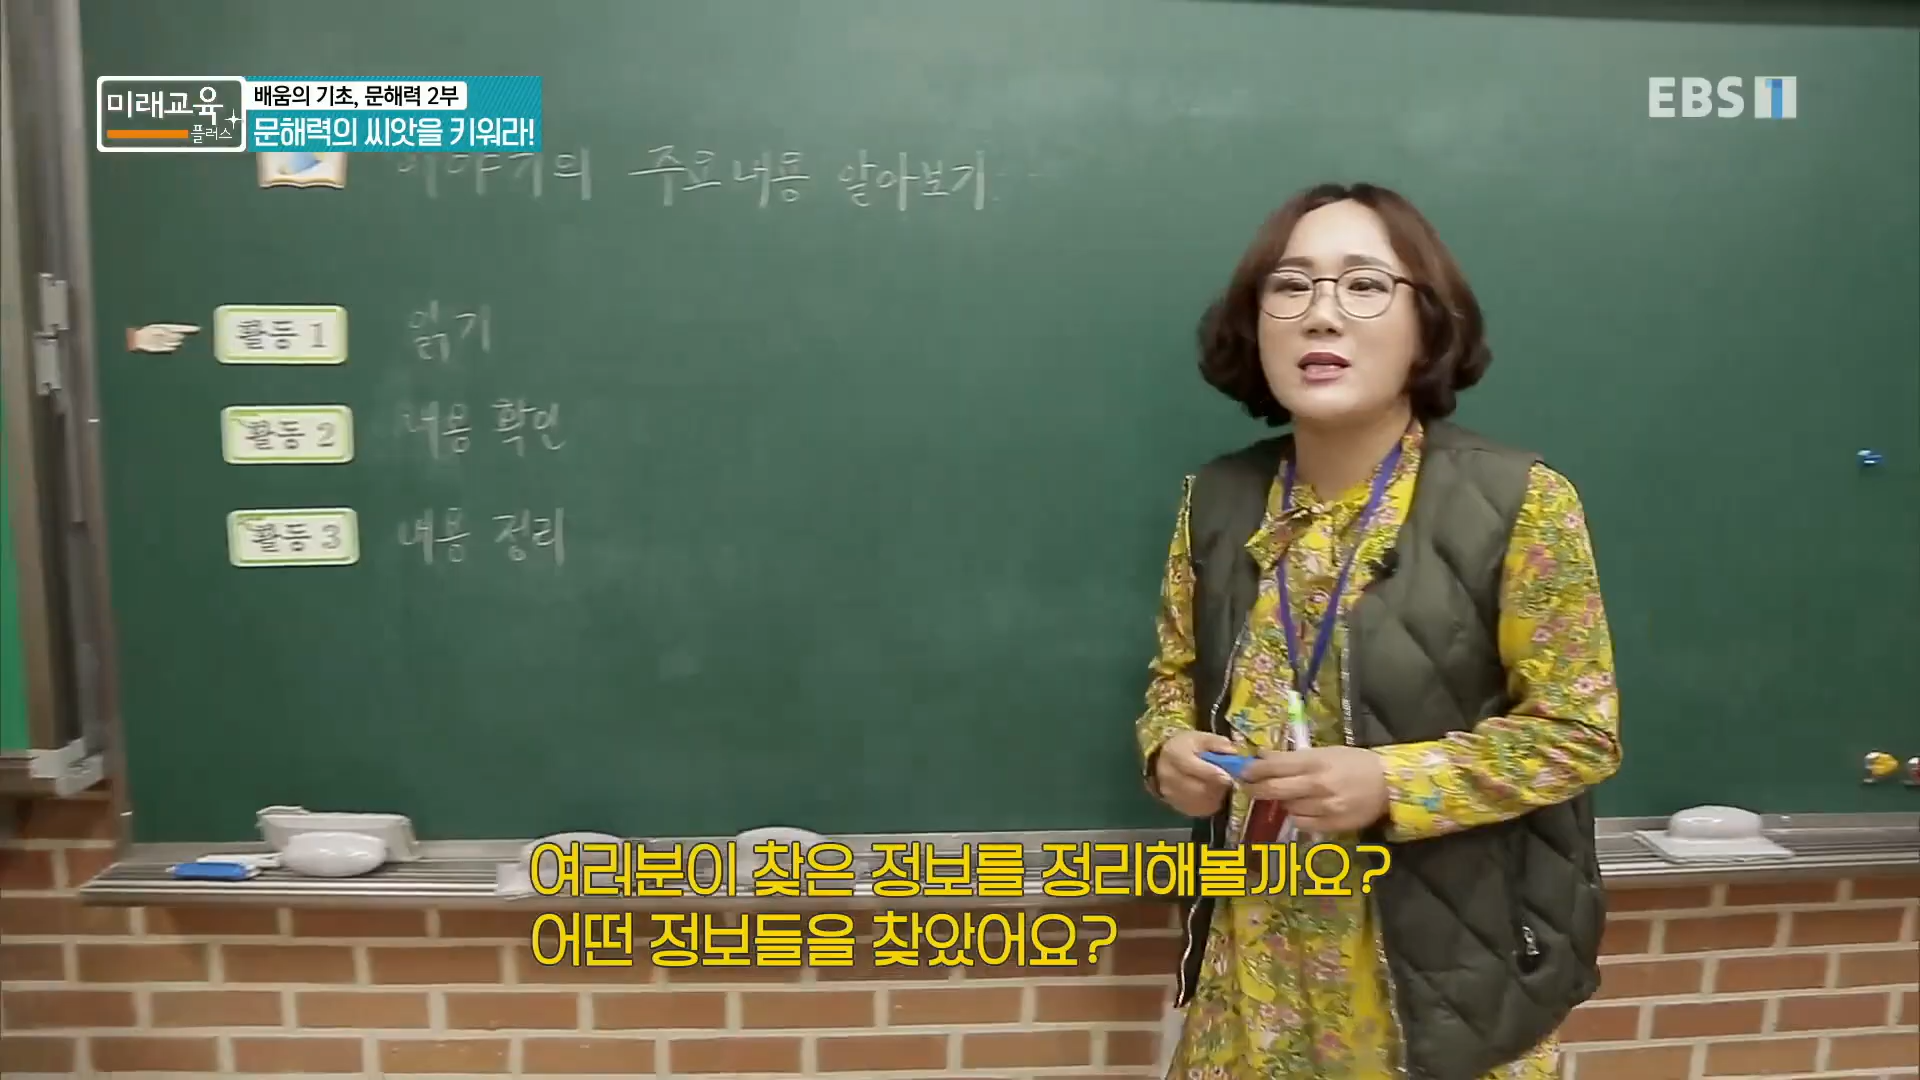 미래교육
플러스
배움의 기초, 문해력 2부
문해력의 씨앗을 키워라!
EBS 1
이야기의 주요내용 알아보기
활동 1 읽기
활동 2 내용 확인
활동 3 내용 정리
여러분이 찾은 정보를 정리해볼까요?
어떤 정보들을 찾았어요?